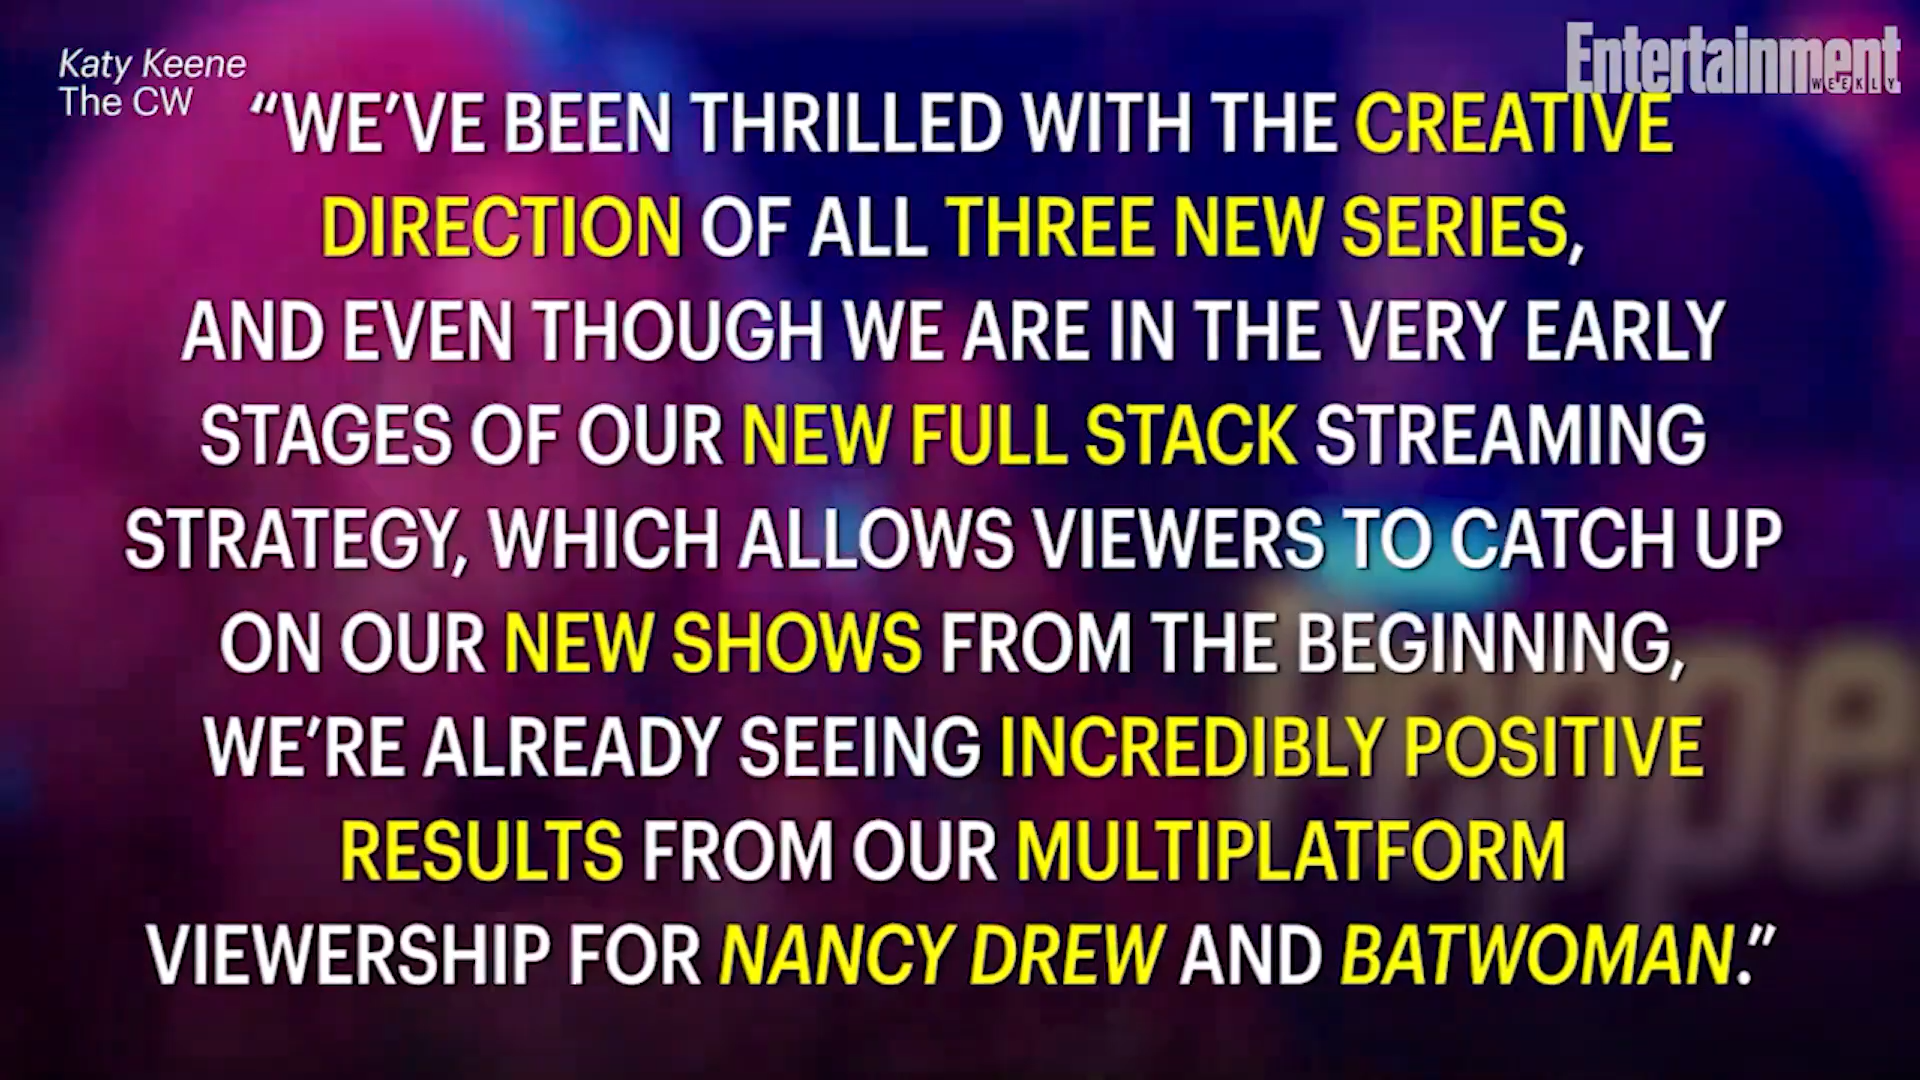 Katy Keene
The CW
Entertainment
WEEKLY
“WE’VE BEEN THRILLED WITH THE CREATIVE
DIRECTION OF ALL THREE NEW SERIES,
AND EVEN THOUGH WE ARE IN THE VERY EARLY
STAGES OF OUR NEW FULL STACK STREAMING
STRATEGY, WHICH ALLOWS VIEWERS TO CATCH UP
ON OUR NEW SHOWS FROM THE BEGINNING,
WE’RE ALREADY SEEING INCREDIBLY POSITIVE
RESULTS FROM OUR MULTIPLATFORM
VIEWERSHIP FOR NANCY DREW AND BATWOMAN.”